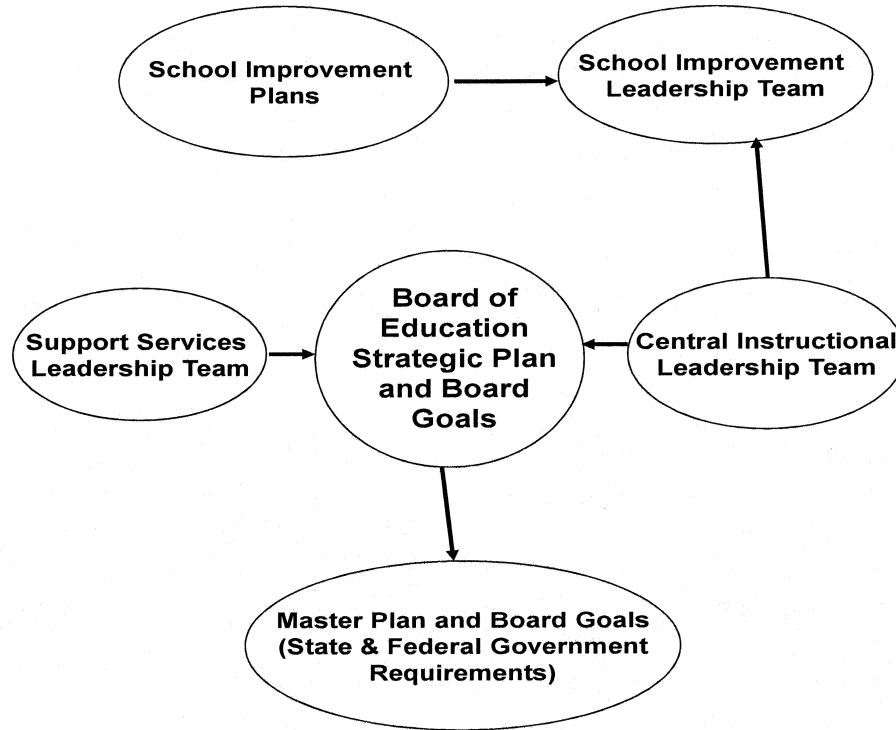 School Improvement
Plans
School Improvement
Leadership Team
Board of
Education
Strategic Plan
and Board
Goals
Support Services
Leadership Team
Central Instructional
Leadership Team
Master Plan and Board Goals
(State & Federal Government
Requirements)